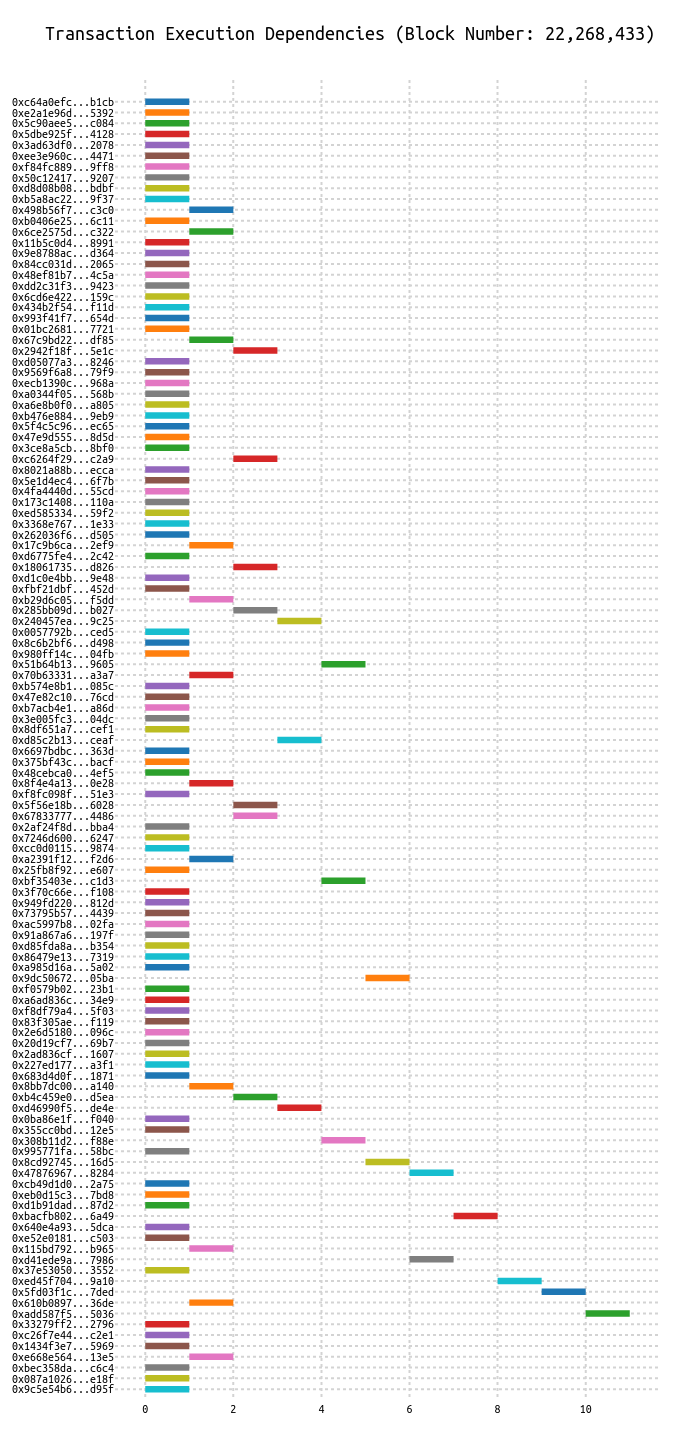 Transaction Execution Dependencies (Block Number: 22,268,433)
0xc64a0efc...b1cb
0xe2a1e96d...5392
0x5c90aee5...c084
0x5dbe925f...4128
0x3ad63df0...2078
0xee3e960c...4471
0xf84fc889...9ff8
0x50c12417...9207
0xd8d08b08...bdbf
0xb5a8ac22...9f37
0x498b56f7...c3c0
0xb0406e25...6c11
0x6ce2575d...c322
0x11b5c0d4...8991
0x9e8788ac...d364
0x84cc031d...2065
0x48ef81b7...4c5a
0xdd2c31f3...9423
0x6cd6e422...159c
0x434b2f54...f11d
0x993f41f7...654d
0x01bc2681...7721
0x67c9bd22...df85
0x2942f18f...5e1c
0xd05077a3...8246
0x9569f6a8...79f9
0xecb1390c...968a
0xa0344f05...568b
0xa6e8b0f0...a805
0xb476e884...9eb9
0x5f4c5c96...ec65
0x47e9d555...8d5d
0x3ce8a5cb...8bf0
0xc6264f29...c2a9
0x8021a88b...ecca
0x5e1d4ec4...6f7b
0x4fa4440d...55cd
0x173c1408...110a
0xed585334...59f2
0x3368e767...1e33
0x262036f6...d505
0x17c9b6ca...2ef9
0xd6775fe4...2c42
0x18061735...d826
0xd1c0e4bb...9e48
0xfbf21dbf...452d
0xb29d6c05...f5dd
0x285bb09d...b027
0x240457ea...9c25
0x0057792b...ced5
0x8c6b2bf6...d498
0x980ff14c...04fb
0x51b64b13...9605
0x70b63331...a3a7
0xb574e8b1...085c
0x47e82c10...76cd
0xb7acb4e1...a86d
0x3e005fc3...04dc
0x8df651a7...cef1
0xd85c2b13...ceaf
0x6697bdbc...363d
0x375bf43c...bacf
0x48cebca0...4ef5
0x8f4e4a13...0e28
0xf8fc098f...51e3
0x5f56e18b...6028
0x67833777...4486
0x2af24f8d...bba4
0x7246d600...6247
0xcc0d0115...9874
0xa2391f12...f2d6
0x25fb8f92...e607
0xbf35403e...c1d3
0x3f70c66e...f108
0x949fd220...812d
0x73795b57...4439
0xac5997b8...02fa
0x91a867a6...197f
0xd85fda8a...b354
0x86479e13...7319
0xa985d16a...5a02
0x9dc50672...05ba
0xf0579b02...23b1
0xa6ad836c...34e9
0xf8df79a4...5f03
0x83f305ae...f119
0x2e6d5180...096c
0x20d19cf7...69b7
0x2ad836cf...1607
0x227ed177...a3f1
0x683d4d0f...1871
0x8bb7dc00...a140
0xb4c459e0...d5ea
0xd46990f5...de4e
0x0ba86e1f...f040
0x355cc0bd...12e5
0x308b11d2...f88e
0x995771fa...58bc
0x8cd92745...16d5
0x47876967...8284
0xcb49d1d0...2a75
0xeb0d15c3...7bd8
0xd1b91dad...87d2
0xbacfb802...6a49
0x640e4a93...5dca
0xe52e0181...c503
0x115bd792...b965
0xd41ede9a...7986
0x37e53050...3552
0xed45f704...9a10
0x5fd03f1c...7ded
0x610b0897...36de
0xadd587f5...5036
0x33279ff2...2796
0xc26f7e44...c2e1
0x1434f3e7...5969
0xe668e564...13e5
0xbec358da...c6c4
0x087a1026...e18f
0x9c5e54b6...d95f
0 2 4 6 8 10